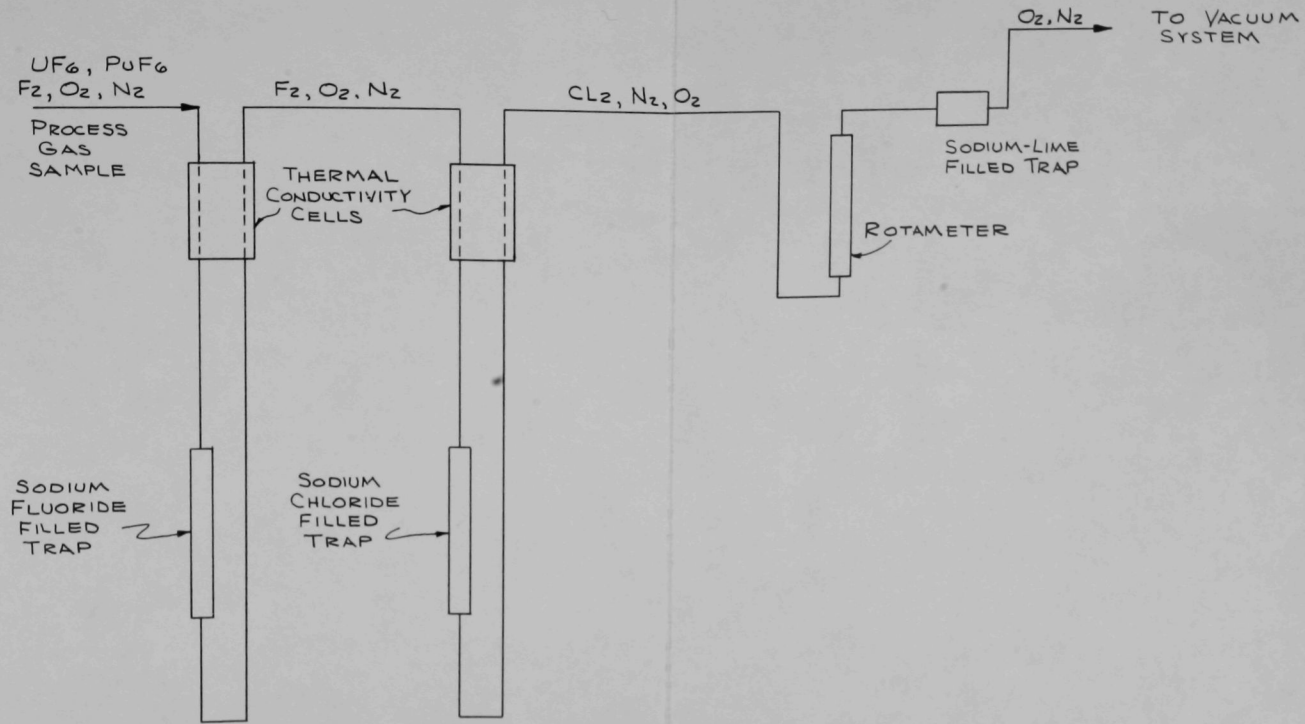 UF6, PuF6
F2, O2, N2
PROCESS
GAS
SAMPLE
F2, O2, N2
THERMAL
CONDUCTIVITY
CELLS
CL2, N2, O2
O2, N2
TO VACUUM
SYSTEM
SODIUM-LIME
FILLED TRAP
ROTAMETER
SODIUM
FLUORIDE
FILLED
TRAP
SODIUM
CHLORIDE
FILLED
TRAP